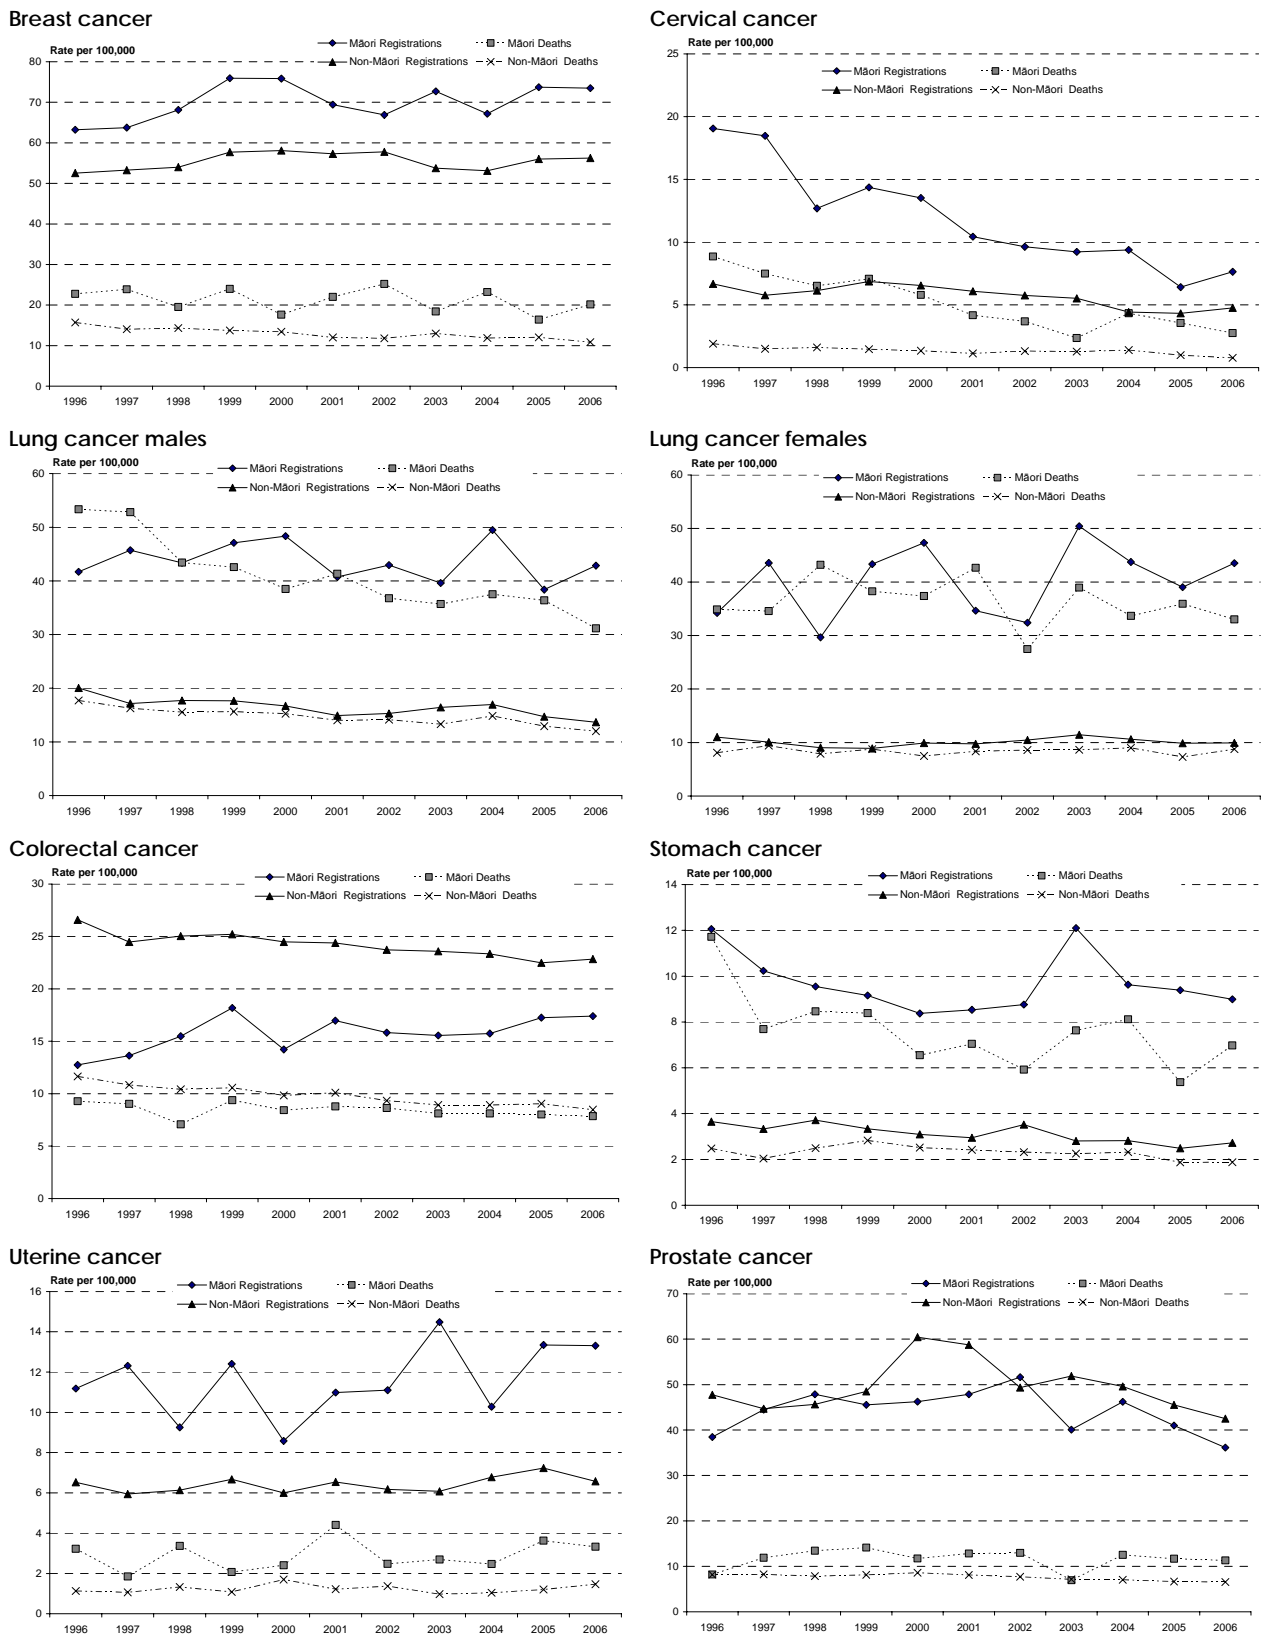 Breast cancer
Rate per 100,000
Māori Registrations
Māori Deaths
Non-Māori Registrations
Non-Māori Deaths
80
70
60
50
40
30
20
10
0
1996 1997 1998 1999 2000 2001 2002 2003 2004 2005 2006
Cervical cancer
Rate per 100,000
Māori Registrations
Māori Deaths
Non-Māori Registrations
Non-Māori Deaths
25
20
15
10
5
0
1996 1997 1998 1999 2000 2001 2002 2003 2004 2005 2006
Lung cancer males
Rate per 100,000
Māori Registrations
Māori Deaths
Non-Māori Registrations
Non-Māori Deaths
60
50
40
30
20
10
0
1996 1997 1998 1999 2000 2001 2002 2003 2004 2005 2006
Lung cancer females
Rate per 100,000
Māori Registrations
Māori Deaths
Non-Māori Registrations
Non-Māori Deaths
60
50
40
30
20
10
0
1996 1997 1998 1999 2000 2001 2002 2003 2004 2005 2006
Colorectal cancer
Rate per 100,000
Māori Registrations
Māori Deaths
Non-Māori Registrations
Non-Māori Deaths
30
25
20
15
10
5
0
1996 1997 1998 1999 2000 2001 2002 2003 2004 2005 2006
Stomach cancer
Rate per 100,000
Māori Registrations
Māori Deaths
Non-Māori Registrations
Non-Māori Deaths
14
12
10
8
6
4
2
0
1996 1997 1998 1999 2000 2001 2002 2003 2004 2005 2006
Uterine cancer
Rate per 100,000
Māori Registrations
Māori Deaths
Non-Māori Registrations
Non-Māori Deaths
16
14
12
10
8
6
4
2
0
1996 1997 1998 1999 2000 2001 2002 2003 2004 2005 2006
Prostate cancer
Rate per 100,000
Māori Registrations
Māori Deaths
Non-Māori Registrations
Non-Māori Deaths
70
60
50
40
30
20
10
0
1996 1997 1998 1999 2000 2001 2002 2003 2004 2005 2006